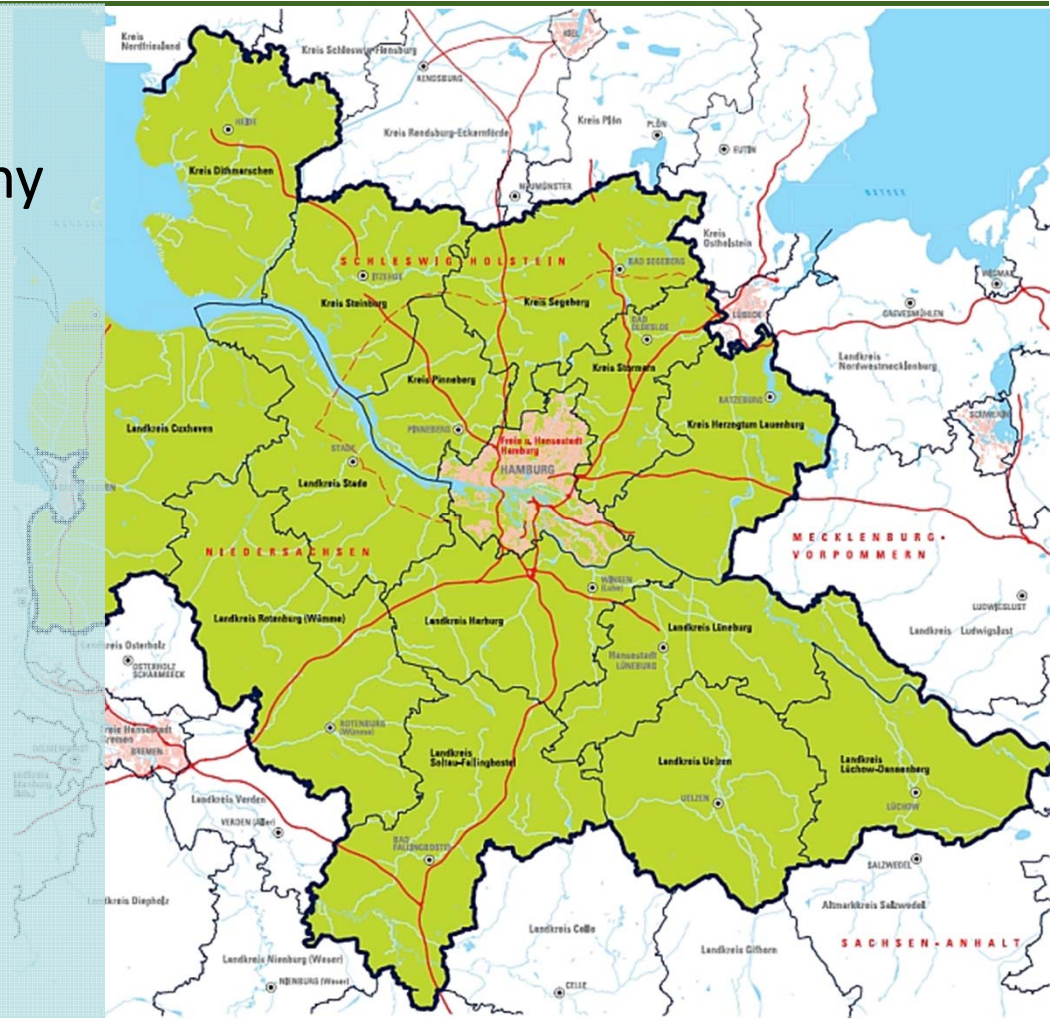 ny
Kreis
Nordfriesland
Kreis Schleswig-Flensburg
KIEL
RENDSBURG
Kreis Rendsburg-Eckernförde
Kreis Plön
PLÖN
EUTIN
HEIDE
Kreis Dithmarschen
NEUMÜNSTER
OSTSEE
Kreis
Ostholstein
SCHLESWIG-HOLSTEIN
ITZEHOE
BAD SEGEBERG
WISMAR
Kreis Steinburg
Kreis Segeberg
GREVESMÜHLEN
LÜBECK
BAD
OLDESLOE
Landkreis
Nordwestmecklenburg
Kreis Stormarn
Kreis Pinneberg
RATZEBURG
SCHWERIN
Landkreis Cuxhaven
PINNEBERG
Kreis Herzogtum Lauenburg
Freie u. Hansestadt
Hamburg
HAMBURG
STADE
Landkreis Stade
NIEDERSACHSEN
MECKLENBURG-
VORPOMMERN
WINSEN
(Luhe)
LUDWIGSLUST
Landkreis Rotenburg (Wümme)
Landkreis Harburg
Landkreis Lüneburg
Landkreis Ludwigslust
Landkreis Osterholz
OSTERHOLZ
SCHARMBECK
Hansestadt
LÜNEBURG
ROTENBURG
(Wümme)
Freie Hansestadt
Bremen
BREMEN
DELMENHORST
Landkreis
Soltau-Fallingbostel
Landkreis Uelzen
Landkreis
Lüchow-Dannenberg
UELZEN
LÜCHOW
Landkreis Verden
VERDEN (Aller)
BAD
FALLINGBOSTEL
SALZWEDEL
Landkreis Diepholz
Altmarkkreis Salzwedel
Landkreis Celle
SACHSEN-ANHALT
Landkreis Gifhorn
Landkreis Nienburg (Weser)
NIENBURG (Weser)
CELLE